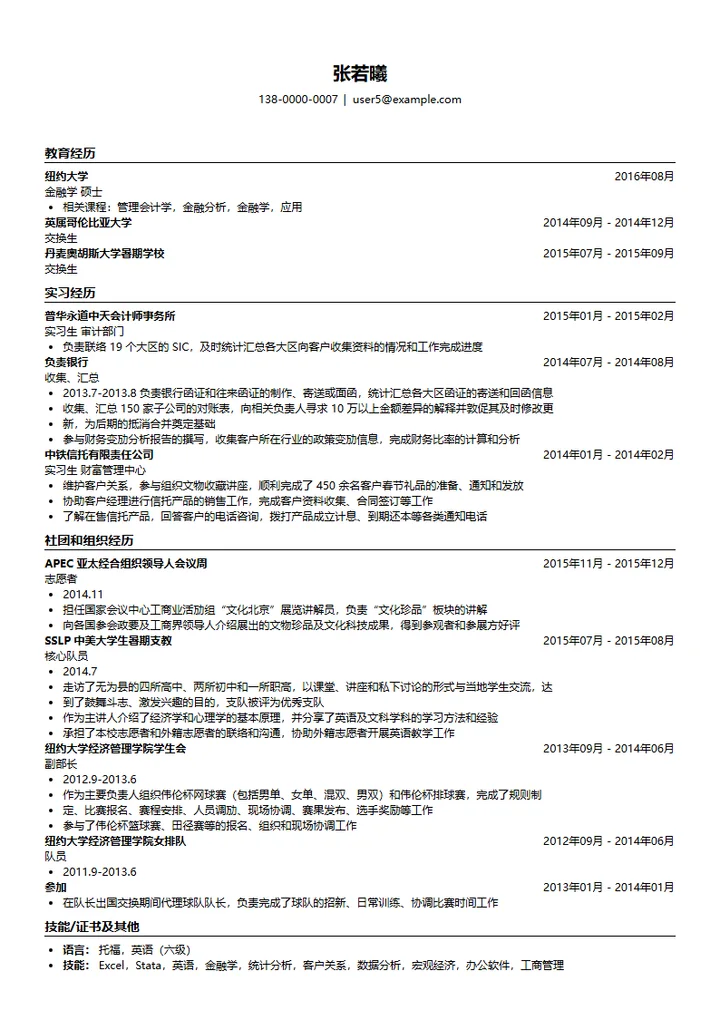 张若曦
138-0000-0007 | user5@example.com
教育经历
纽约大学 2016年08月
金融学 硕士
• 相关课程：管理会计学，金融分析，金融学，应用
英属哥伦比亚大学 2014年09月 - 2014年12月
交换生
丹麦奥胡斯大学暑期学校 2015年07月 - 2015年09月
交换生
实习经历
普华永道中天会计师事务所 2015年01月 - 2015年02月
实习生 审计部门
• 负责联络 19 个大区的 SIC，及时统计汇总各大区向客户收集资料的情况和工作完成进度
负责银行 2014年07月 - 2014年08月
收集、汇总
• 2013.7-2013.8 负责银行函证和往来函证的制作、寄送或面函，统计汇总各大区函证的寄送和回函信息
• 收集、汇总 150 家子公司的对账表，向相关负责人寻求 10 万以上金额差异的解释并敦促其及时修改更
• 新，为后期的抵消合并奠定基础
• 参与财务变动分析报告的撰写，收集客户所在行业的政策变动信息，完成财务比率的计算和分析
中铁信托有限责任公司 2014年01月 - 2014年02月
实习生 财富管理中心
• 维护客户关系，参与组织文物收藏讲座，顺利完成了 450 余名客户春节礼品的准备、通知和发放
• 协助客户经理进行信托产品的销售工作，完成客户资料收集、合同签订等工作
• 了解在售信托产品，回答客户的电话咨询，拨打产品成立计息、到期还本等各类通知电话
社团和组织经历
APEC 亚太经合组织领导人会议周 2015年11月 - 2015年12月
志愿者
• 2014.11
• 担任国家会议中心工商业活动组“文化北京”展览讲解员，负责“文化珍品”板块的讲解
• 向各国参会政要及工商界领导人介绍展出的文物珍品及文化科技成果，得到参观者和参展方好评
SSLP 中美大学生暑期支教 2015年07月 - 2015年08月
核心队员
• 2014.7
• 走访了无为县的四所高中、两所初中和一所职高，以课堂、讲座和私下讨论的形式与当地学生交流，达
• 到了鼓舞斗志、激发兴趣的目的，支队被评为优秀支队
• 作为主讲人介绍了经济学和心理学的基本原理，并分享了英语及文科学科的学习方法和经验
• 承担了本校志愿者和外籍志愿者的联络和沟通，协助外籍志愿者开展英语教学工作
纽约大学经济管理学院学生会 2013年09月 - 2014年06月
副部长
• 2012.9-2013.6
• 作为主要负责人组织伟伦杯网球赛（包括男单、女单、混双、男双）和伟伦杯排球赛，完成了规则制
• 定、比赛报名、赛程安排、人员调动、现场协调、赛果发布、选手奖励等工作
• 参与了伟伦杯篮球赛、田径赛等的报名、组织和现场协调工作
纽约大学经济管理学院女排队 2012年09月 - 2014年06月
队员
• 2011.9-2013.6
参加 2013年01月 - 2014年01月
• 在队长出国交换期间代理球队队长，负责完成了球队的招新、日常训练、协调比赛时间工作
技能/证书及其他
• 语言： 托福，英语（六级）
• 技能： Excel，Stata，英语，金融学，统计分析，客户关系，数据分析，宏观经济，办公软件，工商管理